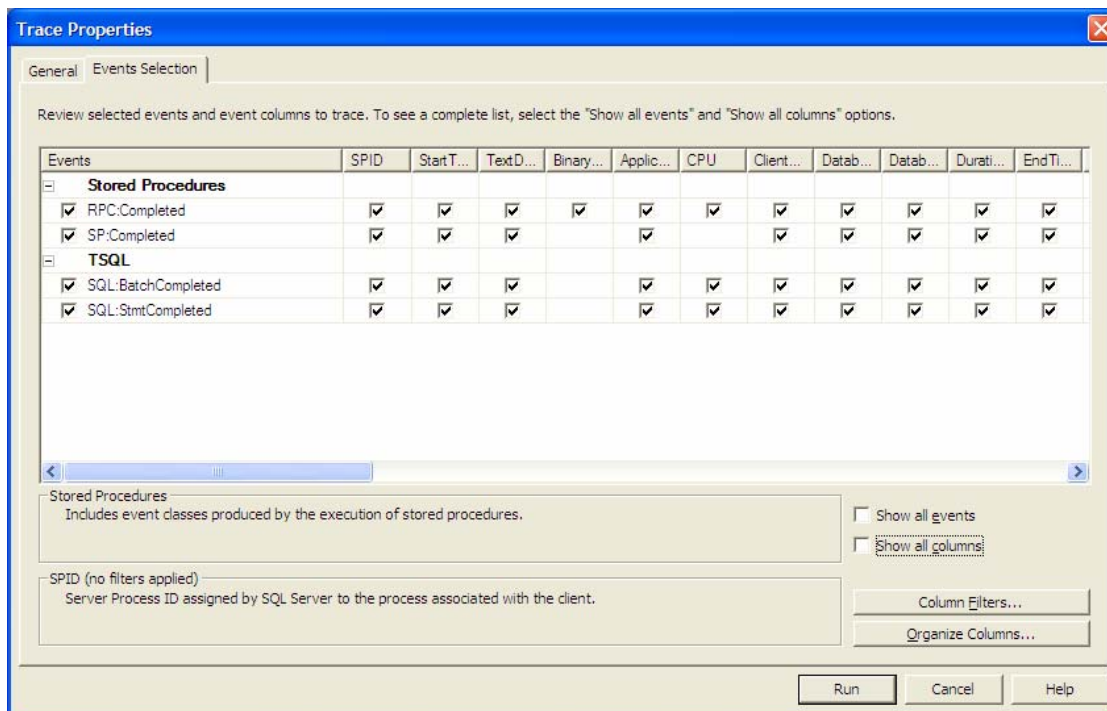 Trace Properties
General Events Selection
Review selected events and event columns to trace. To see a complete list, select the "Show all events" and "Show all columns" options.
Events SPID StartT... TextD... Binary... Applic... CPU Client... Datab... Datab... Durati... EndTi...
Stored Procedures
RPC:Completed
SP:Completed
TSQL
SQL:BatchCompleted
SQL:StmtCompleted
Stored Procedures
Includes event classes produced by the execution of stored procedures.
Show all events
Show all columns
SPID (no filters applied)
Server Process ID assigned by SQL Server to the process associated with the client.
Column Filters...
Organize Columns...
Run Cancel Help